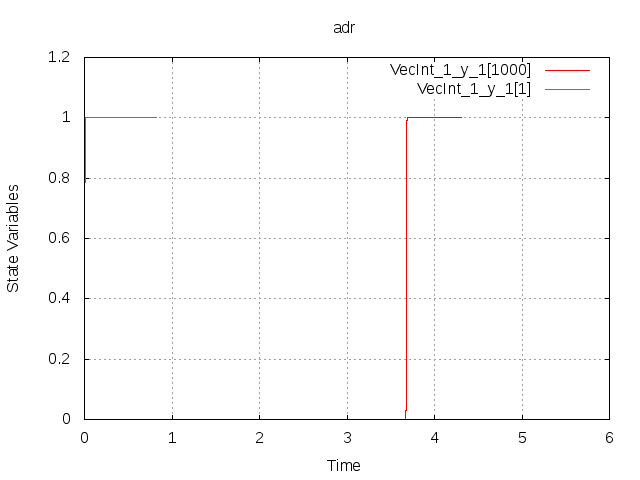 adr
VecInt_1_y_1[1000]
VecInt_1_y_1[1]
1.2
1
0.8
0.6
0.4
0.2
0
State Variables
0 1 2 3 4 5 6
Time